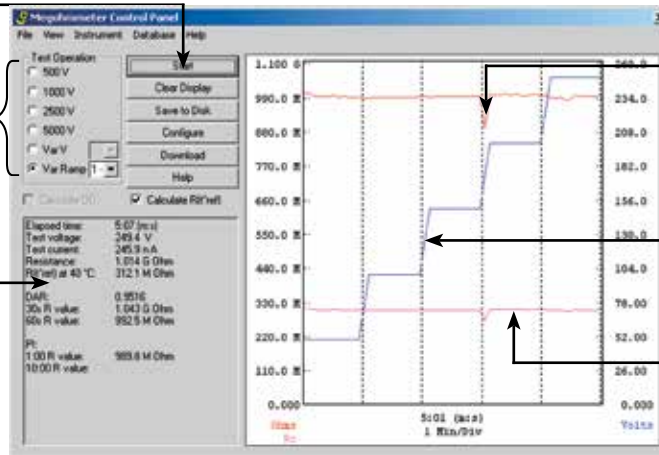 Megohmmeter Control Panel
File View Instrument Database Help
Test Operation
500 V
1000 V
2500 V
5000 V
Var V
Var Ramp 1
Start
Clear Display
Save to Disk
Configure
Download
Help
Calculate DD
Calculate R(t°ref)
Elapsed time: 5:07 (m:s)
Test voltage: 249.4 V
Test current: 245.9 nA
Resistance: 1.014 G Ohm
R(t°ref) at 40 °C: 312.1 M Ohm
DAR: 0.9516
30s R value: 1.043 G Ohm
60s R value: 992.5 M Ohm
PI:
1:00 R value: 989.8 M Ohm
10:00 R value:
1.100 G
990.0 M
880.0 M
770.0 M
660.0 M
550.0 M
440.0 M
330.0 M
220.0 M
110.0 M
0.000
260.0
234.0
208.0
182.0
156.0
130.0
104.0
78.00
52.00
26.00
0.000
Ohms
Rc
5:01 (m:s)
1 Min/Div
Volts